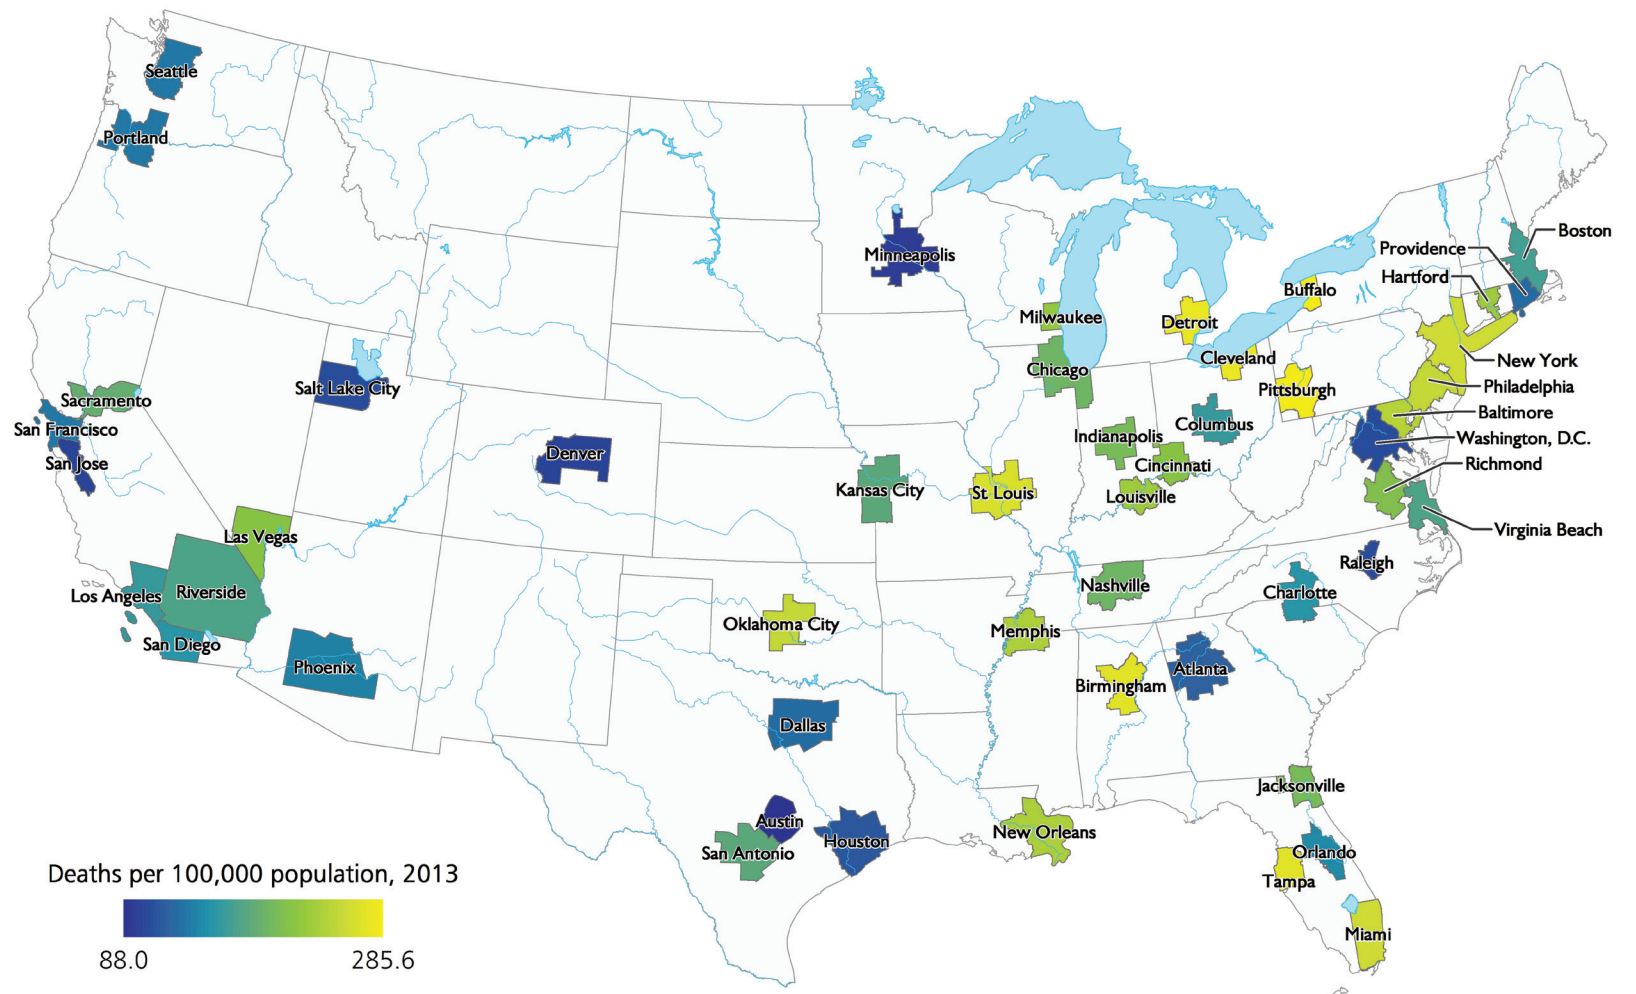 Seattle
Portland
Boston
Providence
Minneapolis
Hartford
Buffalo
Milwaukee
Detroit
Cleveland
New York
Chicago
Salt Lake City
Pittsburgh
Philadelphia
Sacramento
Baltimore
San Francisco
Columbus
Indianapolis
Washington, D.C.
San Jose
Denver
Cincinnati
Richmond
Kansas City
St Louis
Louisville
Virginia Beach
Las Vegas
Raleigh
Nashville
Los Angeles
Riverside
Charlotte
Oklahoma City
Memphis
San Diego
Phoenix
Atlanta
Birmingham
Dallas
Jacksonville
Austin
New Orleans
Houston
San Antonio
Orlando
Tampa
Miami
Deaths per 100,000 population, 2013
88.0
285.6